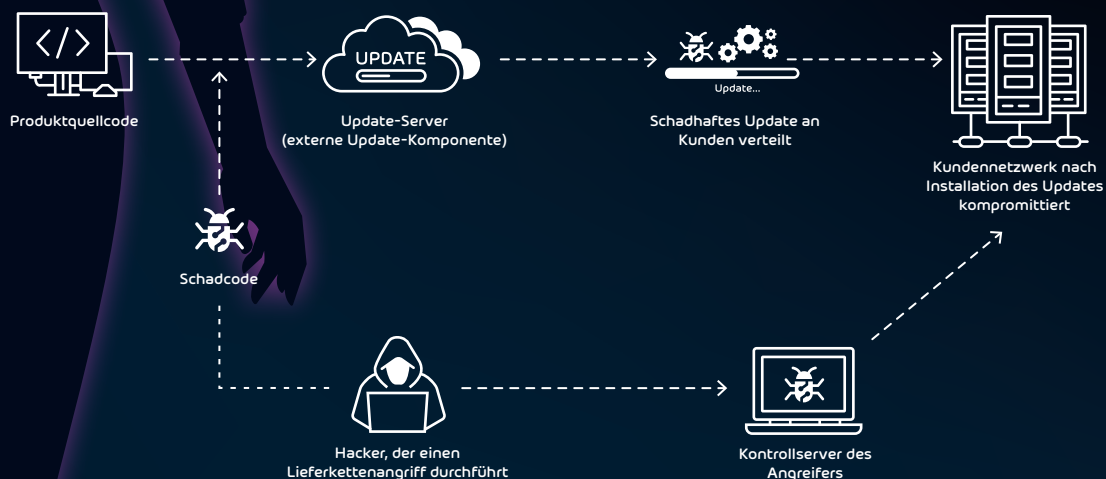 </>
UPDATE
Update...
Produktquellcode
Update-Server
(externe Update-Komponente)
Schadhaftes Update an
Kunden verteilt
Kundennetzwerk nach
Installation des Updates
kompromittiert
Schadcode
Hacker, der einen
Lieferkettenangriff durchführt
Kontrollserver des
Angreifers